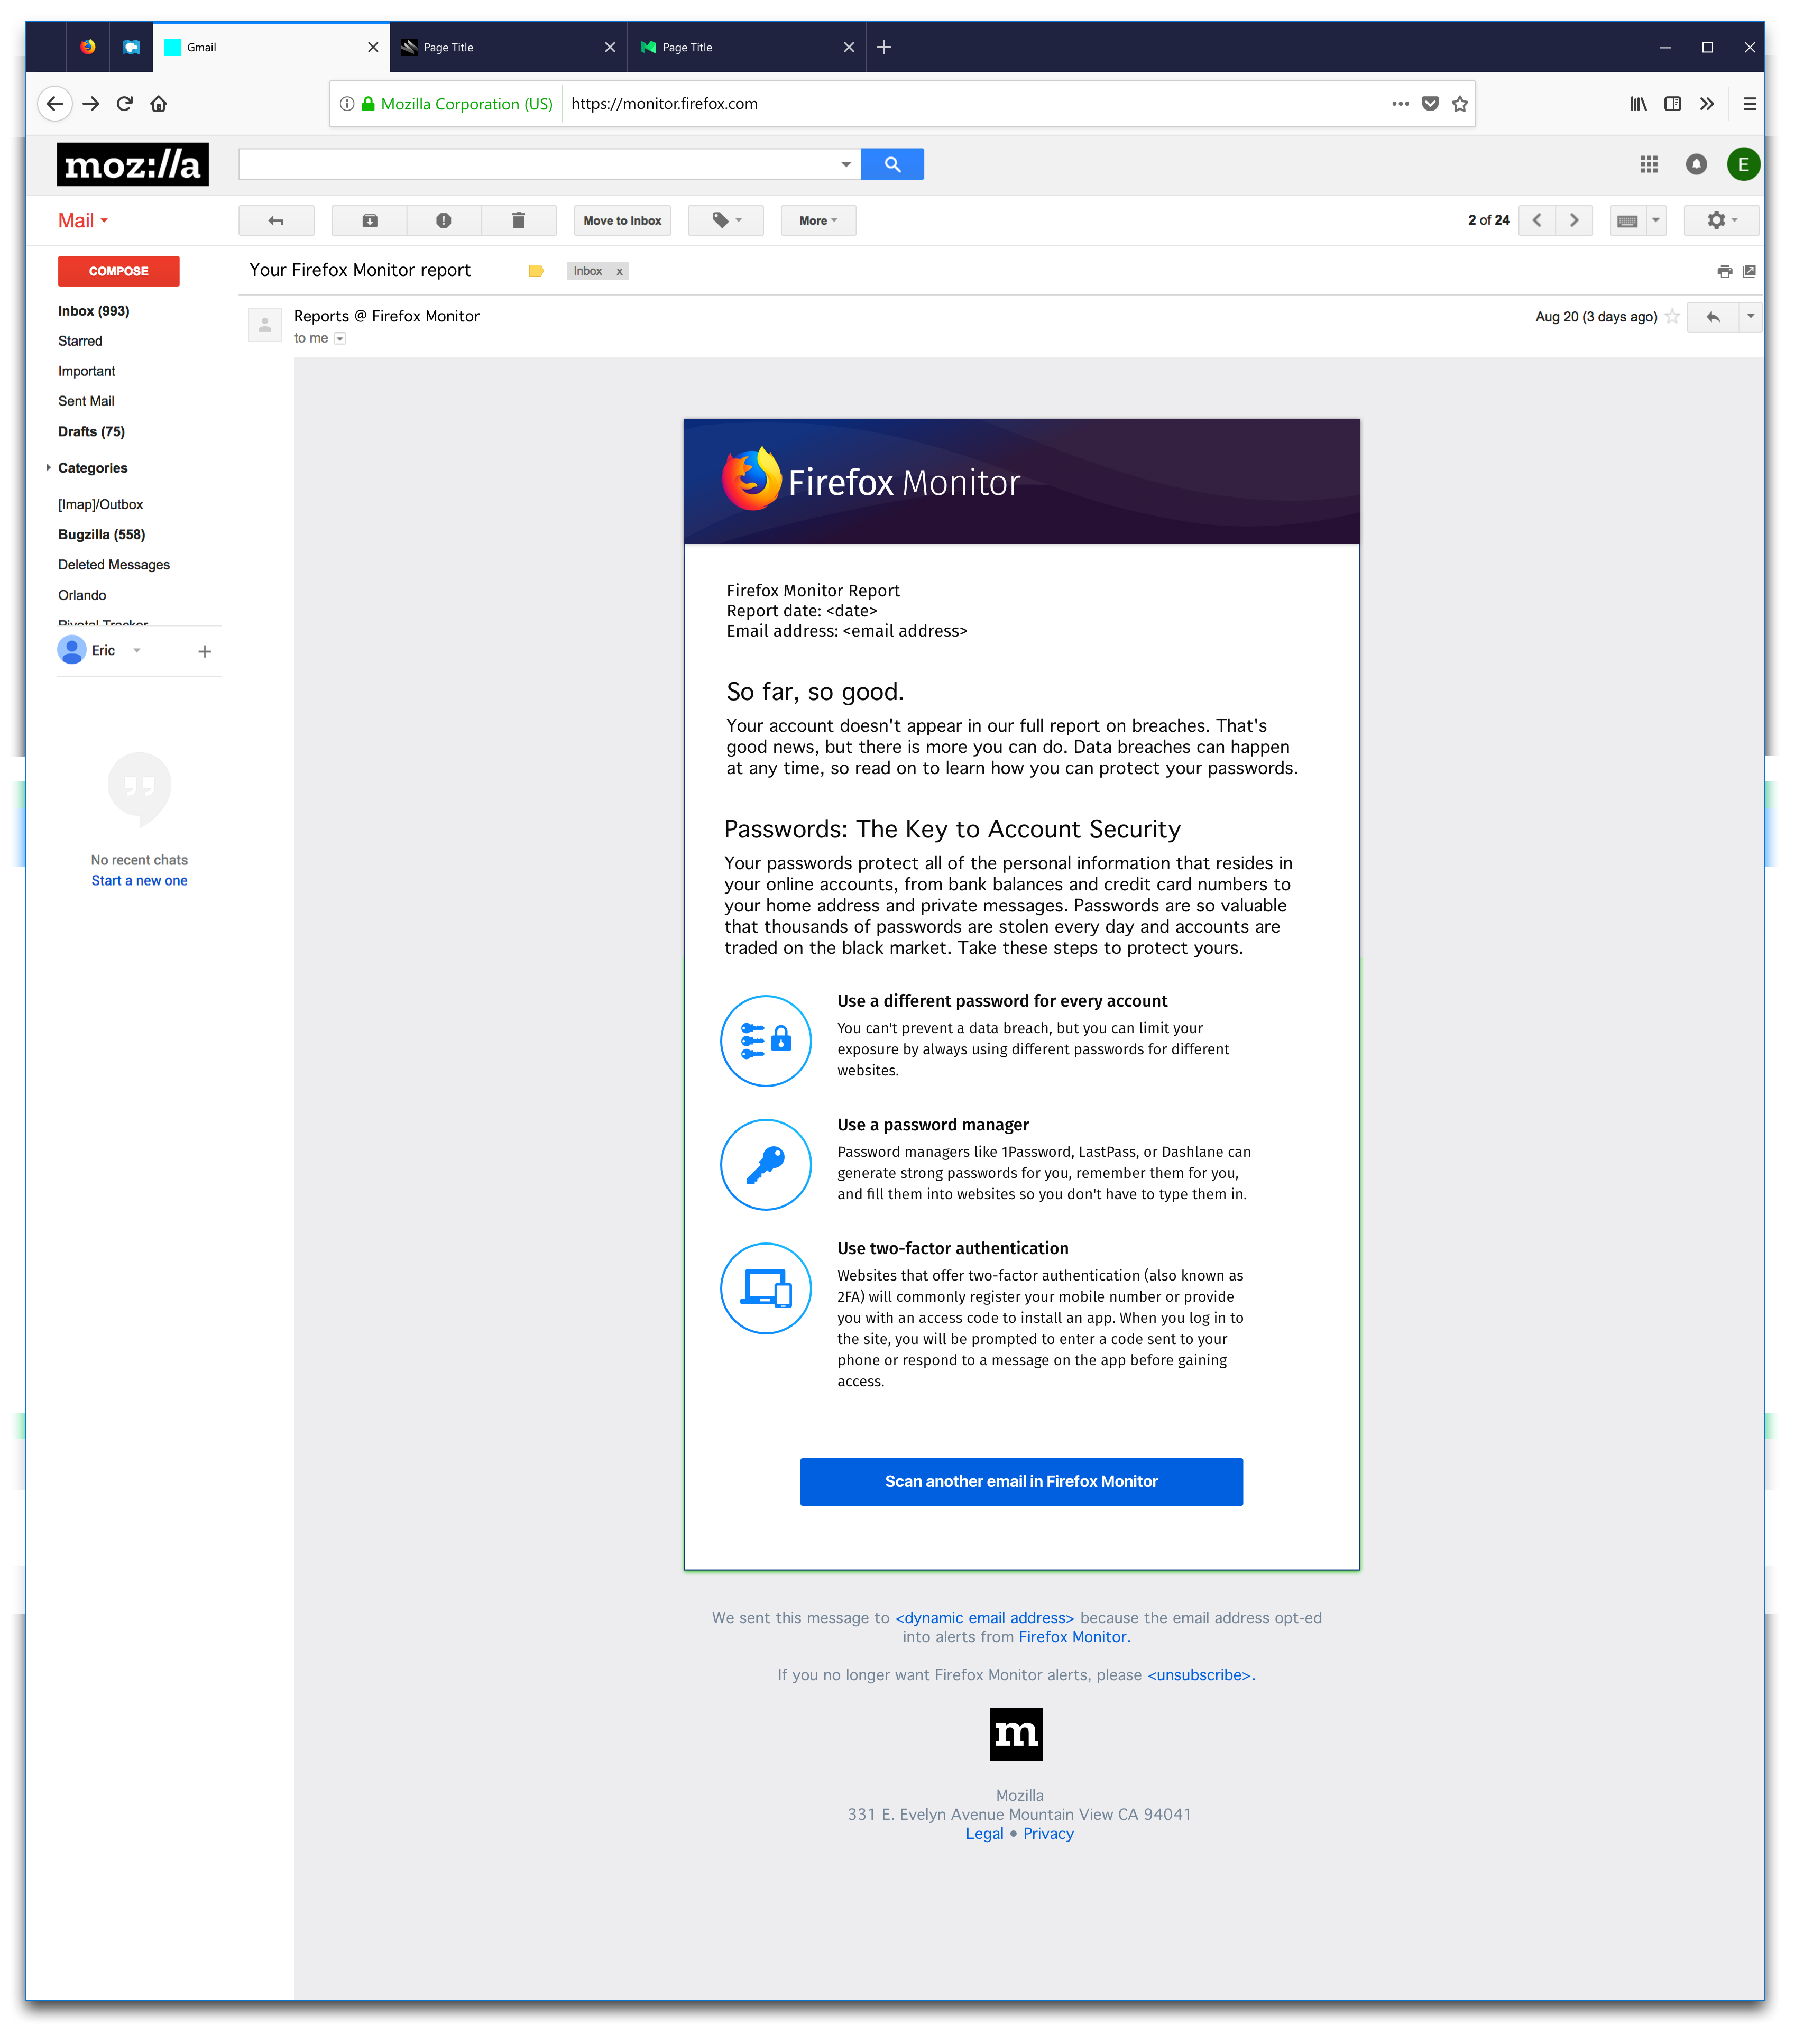 Gmail
Page Title
Page Title
Mozilla Corporation (US)
https://monitor.firefox.com
moz://a
E
Mail
Move to Inbox
More
2 of 24
COMPOSE
Your Firefox Monitor report
Inbox x
Inbox (993)
Starred
Important
Sent Mail
Drafts (75)
Categories
[Imap]/Outbox
Bugzilla (558)
Deleted Messages
Orlando
Pivotal Tracker
Eric
No recent chats
Start a new one
Reports @ Firefox Monitor
to me
Aug 20 (3 days ago)
Firefox Monitor
Firefox Monitor Report
Report date: <date>
Email address: <email address>
So far, so good.
Your account doesn't appear in our full report on breaches. That's
good news, but there is more you can do. Data breaches can happen
at any time, so read on to learn how you can protect your passwords.
Passwords: The Key to Account Security
Your passwords protect all of the personal information that resides in
your online accounts, from bank balances and credit card numbers to
your home address and private messages. Passwords are so valuable
that thousands of passwords are stolen every day and accounts are
traded on the black market. Take these steps to protect yours.
Use a different password for every account
You can't prevent a data breach, but you can limit your
exposure by always using different passwords for different
websites.
Use a password manager
Password managers like 1Password, LastPass, or Dashlane can
generate strong passwords for you, remember them for you,
and fill them into websites so you don't have to type them in.
Use two-factor authentication
Websites that offer two-factor authentication (also known as
2FA) will commonly register your mobile number or provide
you with an access code to install an app. When you log in to
the site, you will be prompted to enter a code sent to your
phone or respond to a message on the app before gaining
access.
Scan another email in Firefox Monitor
We sent this message to <dynamic email address> because the email address opt-ed
into alerts from Firefox Monitor.
If you no longer want Firefox Monitor alerts, please <unsubscribe>.
m
Mozilla
331 E. Evelyn Avenue Mountain View CA 94041
Legal • Privacy